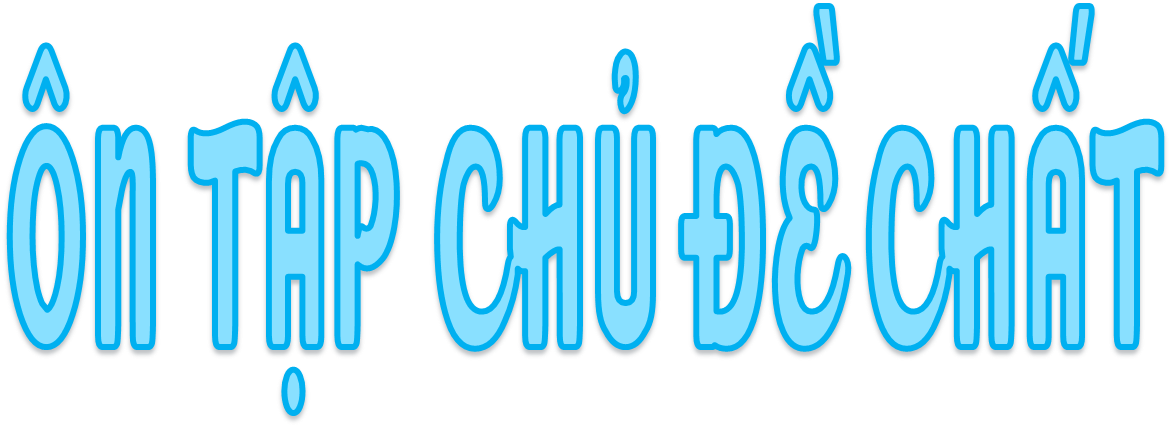 ÔN TẬP CHỦ ĐỀ CHẤT